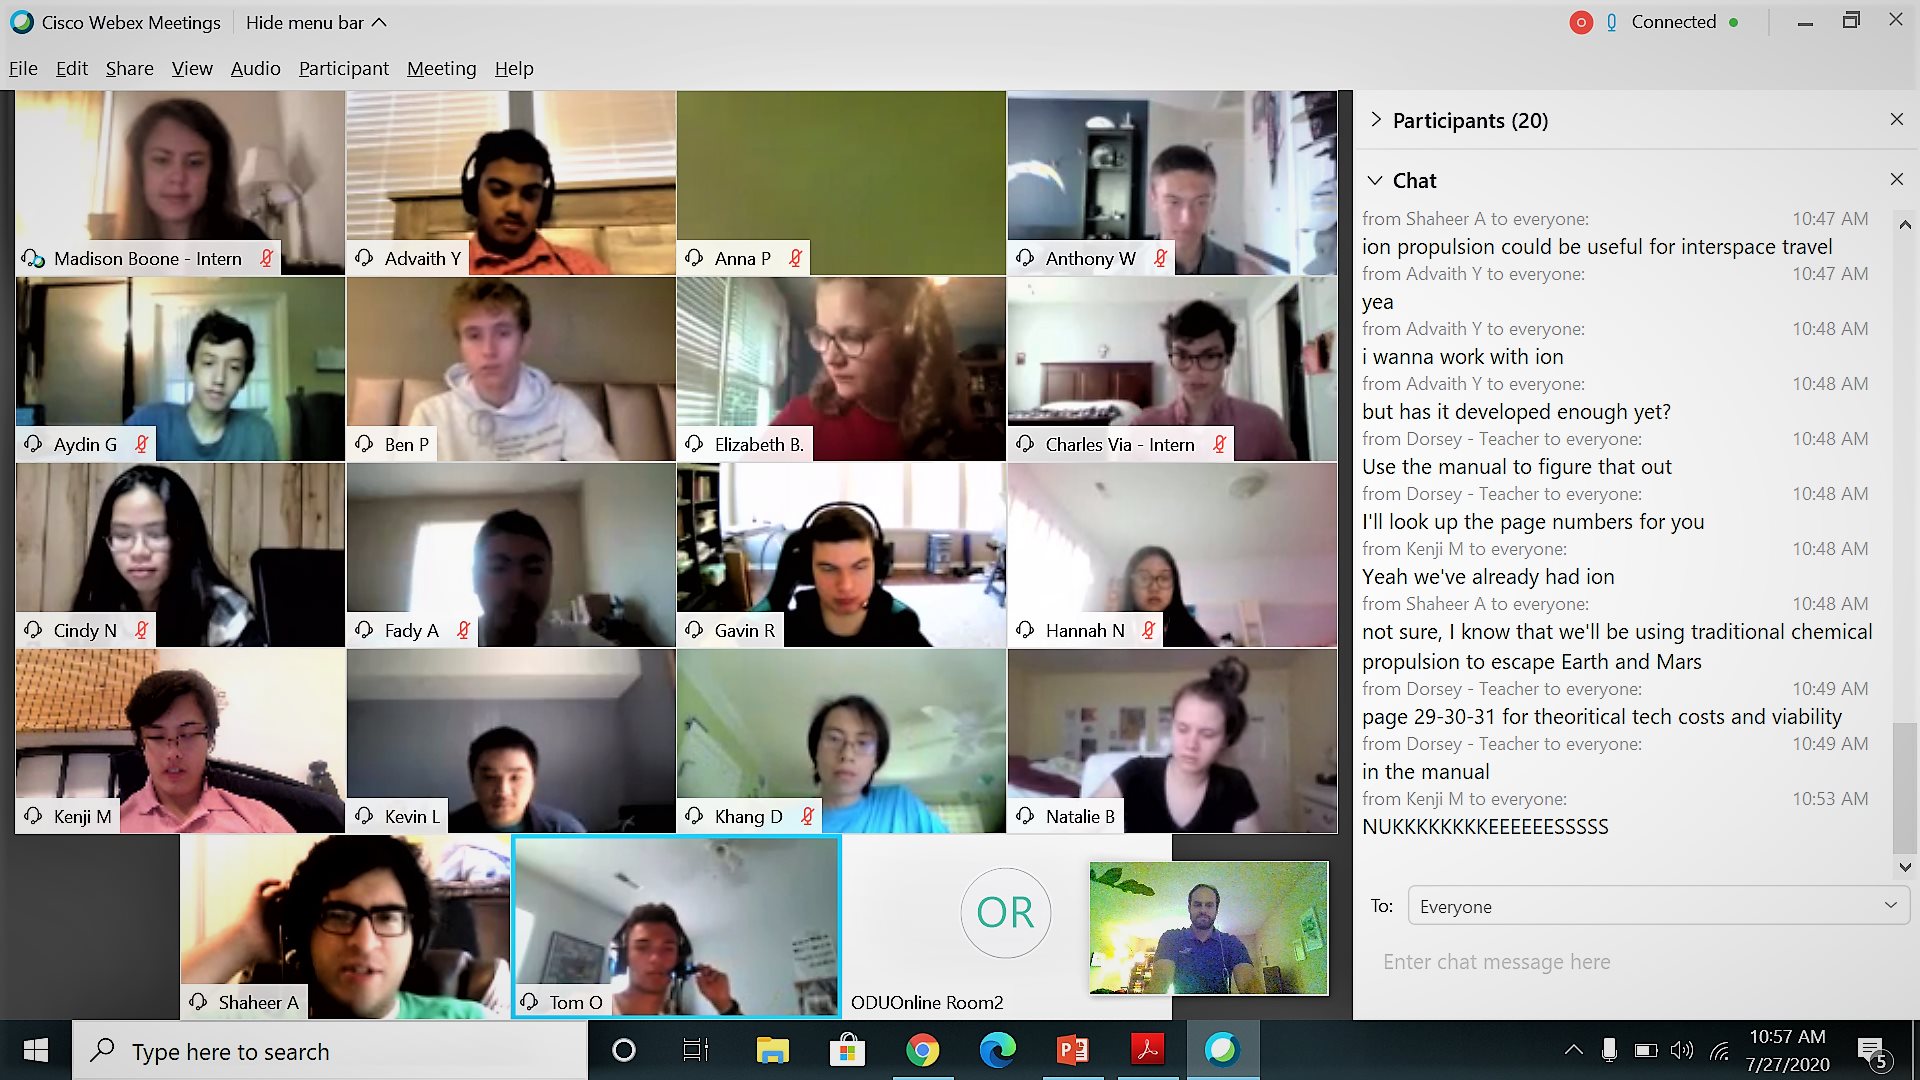 Cisco Webex Meetings
Hide menu bar
Connected
File Edit Share View Audio Participant Meeting Help
Madison Boone - Intern
Advaith Y
Anna P
Anthony W
Aydin G
Ben P
Elizabeth B.
Charles Via - Intern
Cindy N
Fady A
Gavin R
Hannah N
Kenji M
Kevin L
Khang D
Natalie B
Shaheer A
Tom O
OR
ODUOnline Room2
Participants (20)
Chat
from Shaheer A to everyone: 10:47 AM
ion propulsion could be useful for interspace travel
from Advaith Y to everyone: 10:47 AM
yea
from Advaith Y to everyone: 10:48 AM
i wanna work with ion
from Advaith Y to everyone: 10:48 AM
but has it developed enough yet?
from Dorsey - Teacher to everyone: 10:48 AM
Use the manual to figure that out
from Dorsey - Teacher to everyone: 10:48 AM
I'll look up the page numbers for you
from Kenji M to everyone: 10:48 AM
Yeah we've already had ion
from Shaheer A to everyone: 10:48 AM
not sure, I know that we'll be using traditional chemical
propulsion to escape Earth and Mars
from Dorsey - Teacher to everyone: 10:49 AM
page 29-30-31 for theoritical tech costs and viability
from Dorsey - Teacher to everyone: 10:49 AM
in the manual
from Kenji M to everyone: 10:53 AM
NUKKKKKKKKEEEEEESSSSS
To: Everyone
Enter chat message here
Type here to search
10:57 AM
7/27/2020
5